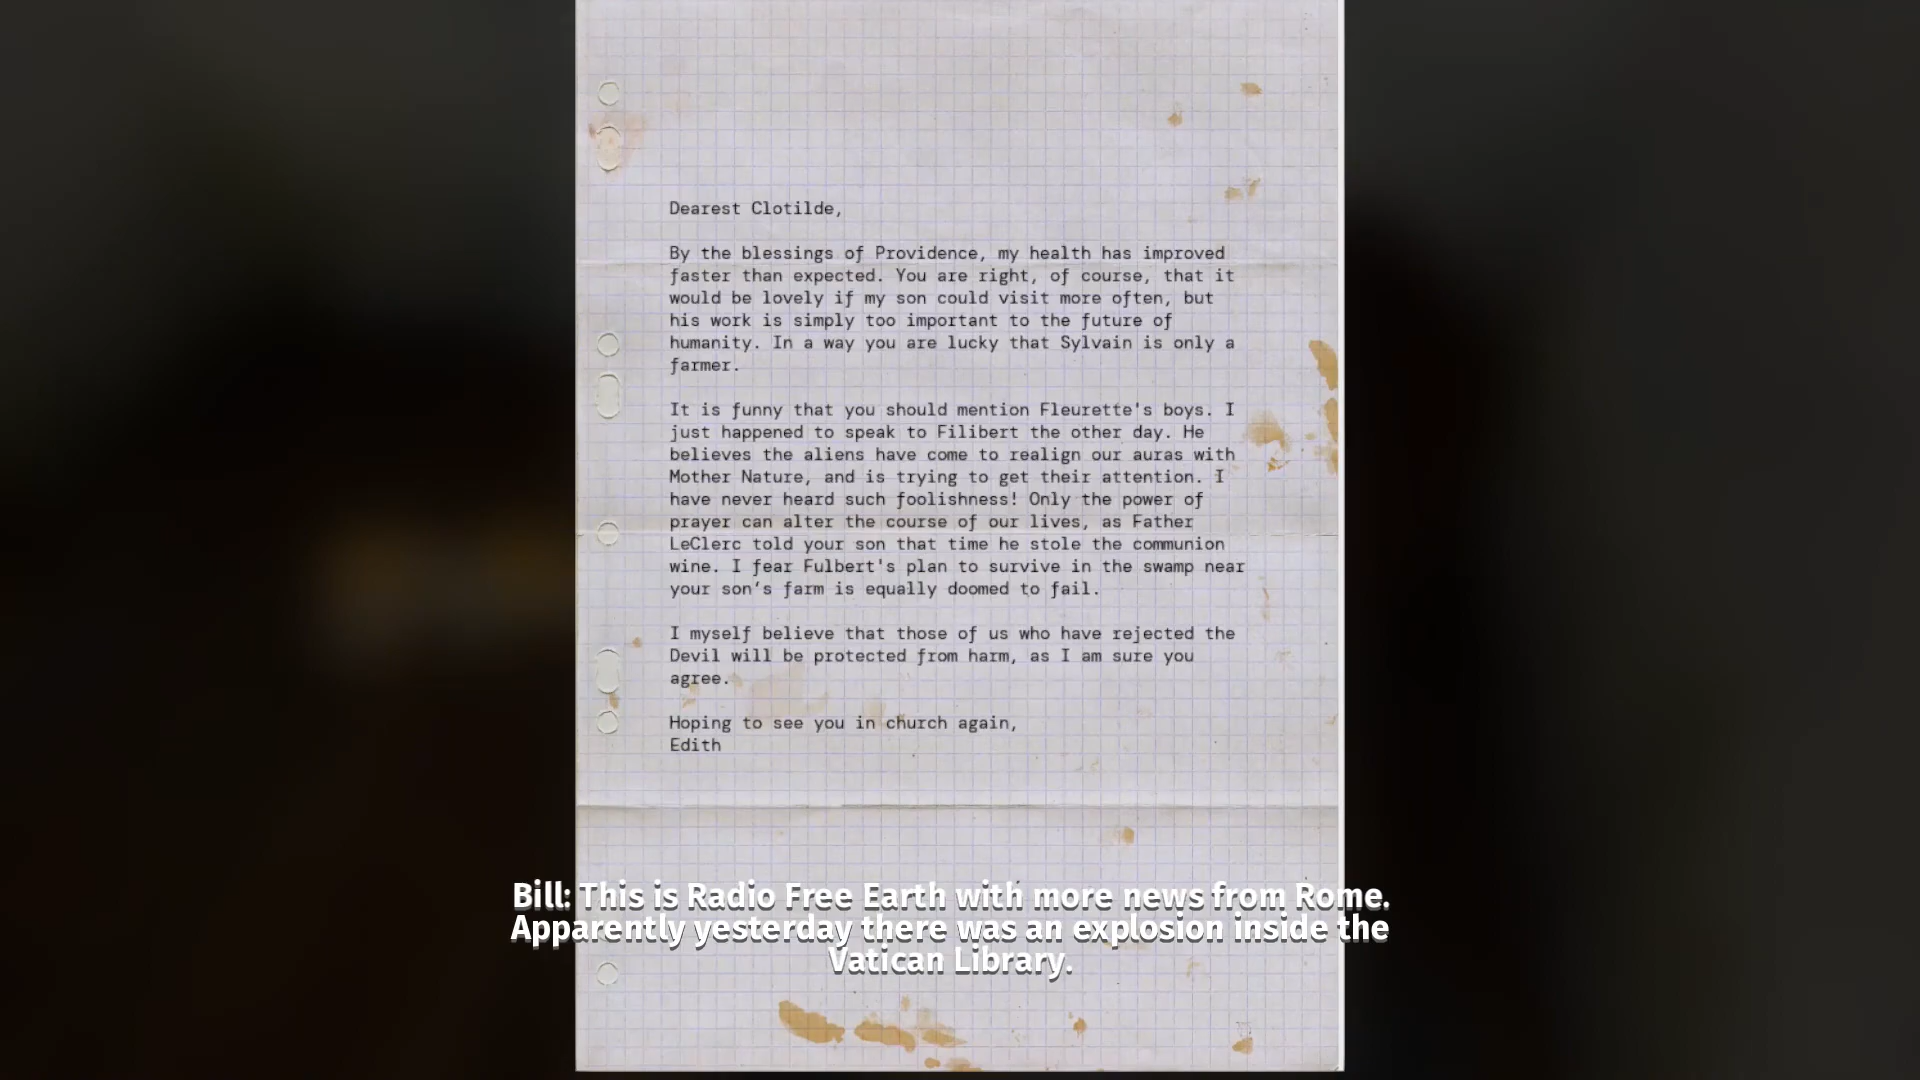 Dearest Clotilde,
By the blessings of Providence, my health has improved
faster than expected. You are right, of course, that it
would be lovely if my son could visit more often, but
his work is simply too important to the future of
humanity. In a way you are lucky that Sylvain is only a
farmer.
It is funny that you should mention Fleurette's boys. I
just happened to speak to Filibert the other day. He
believes the aliens have come to realign our auras with
Mother Nature, and is trying to get their attention. I
have never heard such foolishness! Only the power of
prayer can alter the course of our lives, as Father
LeClerc told your son that time he stole the communion
wine. I fear Fulbert's plan to survive in the swamp near
your son’s farm is equally doomed to fail.
I myself believe that those of us who have rejected the
Devil will be protected from harm, as I am sure you
agree.
Hoping to see you in church again,
Edith
Bill: This is Radio Free Earth with more news from Rome.
Apparently yesterday there was an explosion inside the
Vatican Library.